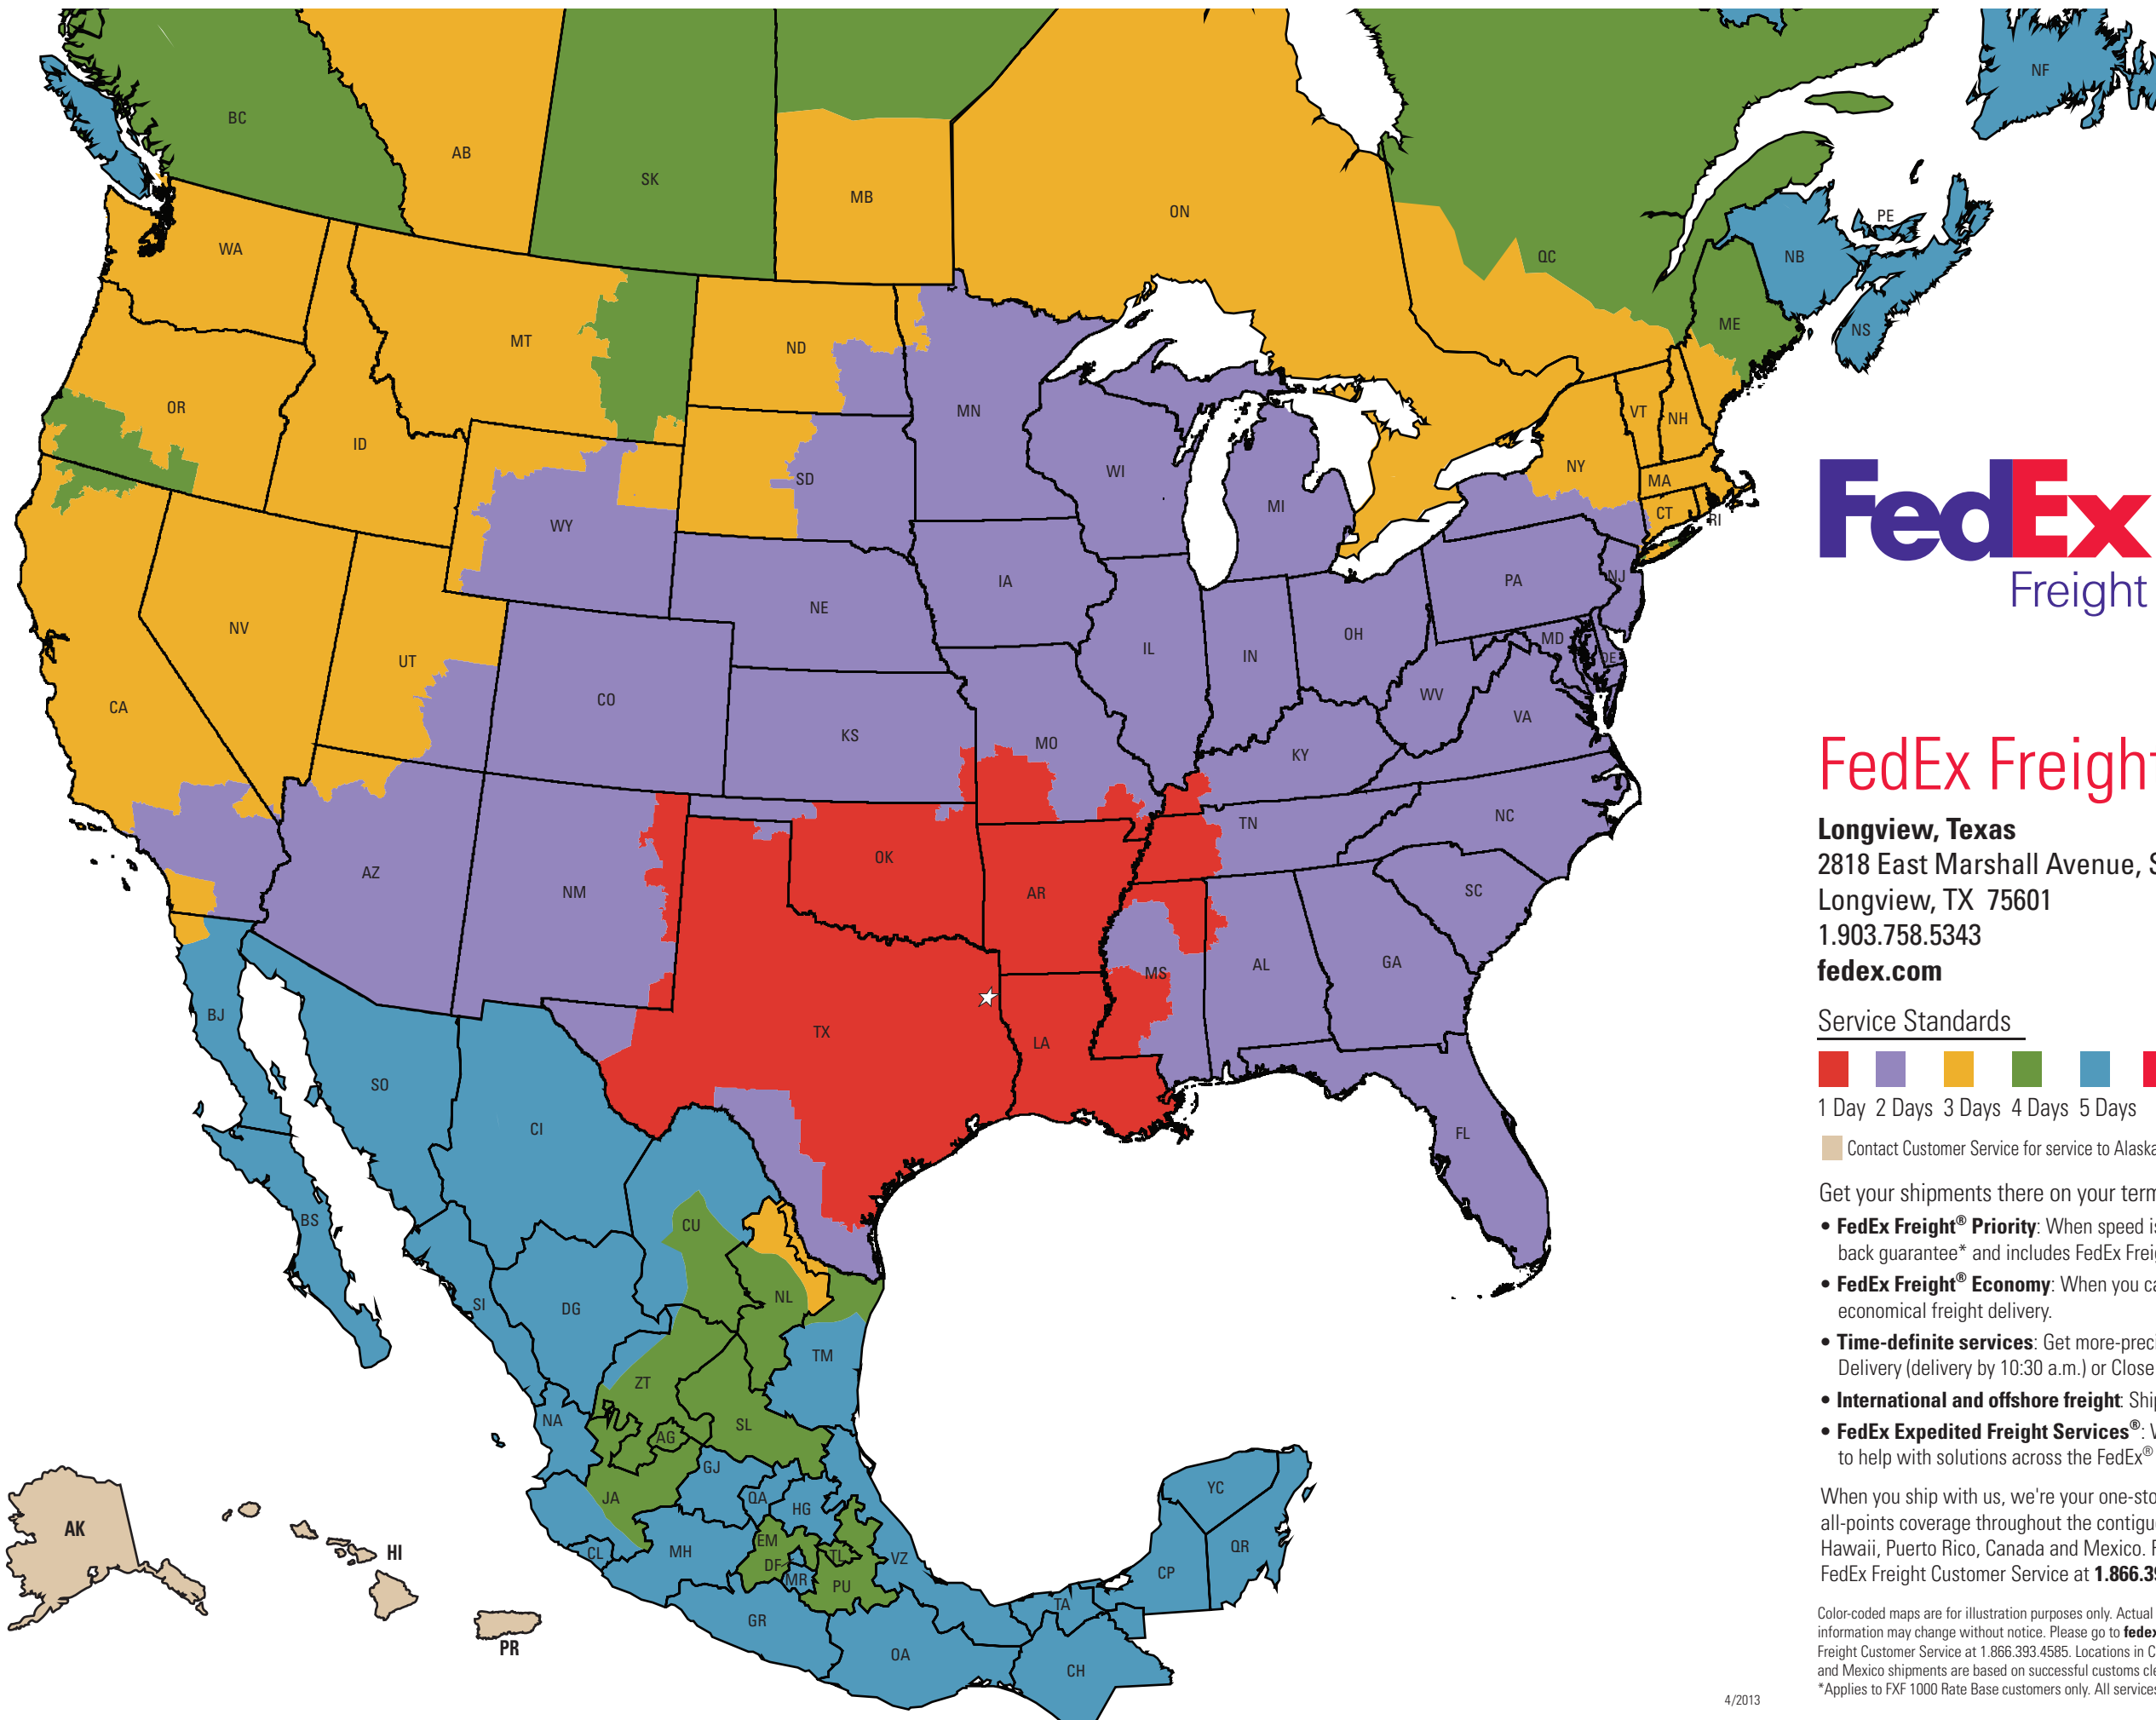 BC
AB
SK
MB
ON
QC
NF
PE
NB
NS
ME
WA
MT
ND
OR
ID
MN
VT
NH
NY
MA
CT
RI
SD
WI
MI
WY
IA
NE
PA
NJ
NV
UT
CO
IL
IN
OH
MD
DE
WV
VA
CA
KS
MO
KY
TN
NC
AZ
NM
OK
AR
SC
MS
AL
GA
TX
LA
FL
BJ
SO
CI
BS
CU
SI
DG
NL
TM
ZT
NA
SL
AG
GJ
JA
QA
HG
EM
DF
TL
VZ
CL
MH
MR
PU
GR
OA
TA
CH
CP
YC
QR
AK
HI
PR
FedEx
Freight
FedEx Freight
Longview, Texas
2818 East Marshall Avenue, S
Longview, TX 75601
1.903.758.5343
fedex.com
Service Standards
1 Day 2 Days 3 Days 4 Days 5 Days
Contact Customer Service for service to Alaska
Get your shipments there on your term
• FedEx Freight® Priority: When speed is
back guarantee* and includes FedEx Frei
• FedEx Freight® Economy: When you ca
economical freight delivery.
• Time-definite services: Get more-preci
Delivery (delivery by 10:30 a.m.) or Close
• International and offshore freight: Ship
• FedEx Expedited Freight Services®: V
to help with solutions across the FedEx®
When you ship with us, we're your one-sto
all-points coverage throughout the contigu
Hawaii, Puerto Rico, Canada and Mexico. F
FedEx Freight Customer Service at 1.866.39
Color-coded maps are for illustration purposes only. Actual
information may change without notice. Please go to fedex
Freight Customer Service at 1.866.393.4585. Locations in C
and Mexico shipments are based on successful customs cle
*Applies to FXF 1000 Rate Base customers only. All services
4/2013